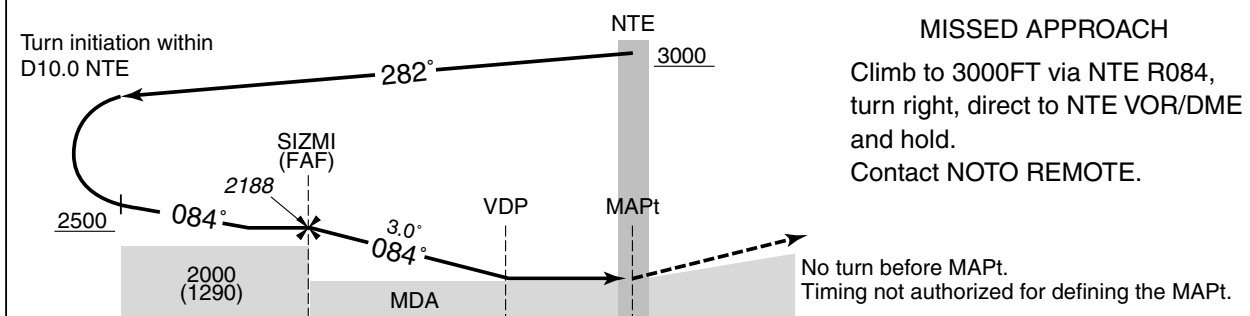 NTE
MISSED APPROACH
Turn initiation within
D10.0 NTE
282°
3000
Climb to 3000FT via NTE R084,
turn right, direct to NTE VOR/DME
and hold.
Contact NOTO REMOTE.
SIZMI
(FAF)
2188
VDP
MAPt
2500
084°
3.0°
084°
2000
(1290)
MDA
No turn before MAPt.
Timing not authorized for defining the MAPt.